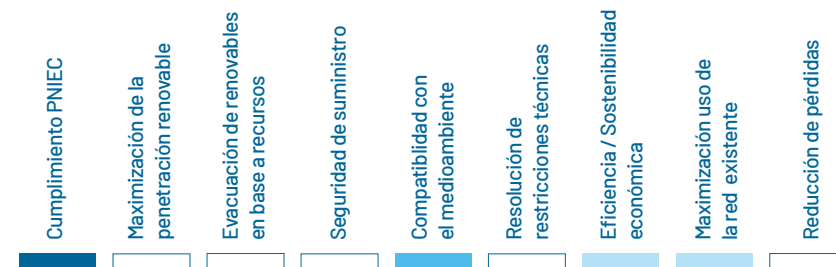 Cumplimiento PNIEC
Maximización de la
penetración renovable
Evacuación de renovables
en base a recursos
Seguridad de suministro
Compatiblidad con
el medioambiente
Resolución de
restricciones técnicas
Eficiencia / Sostenibilidad
económica
Maximización uso de
la red existente
Reducción de pérdidas